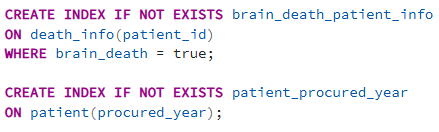 CREATE INDEX IF NOT EXISTS brain_death_patient_info
ON death_info(patient_id)
WHERE brain_death = true;
CREATE INDEX IF NOT EXISTS patient_procured_year
ON patient(procured_year);